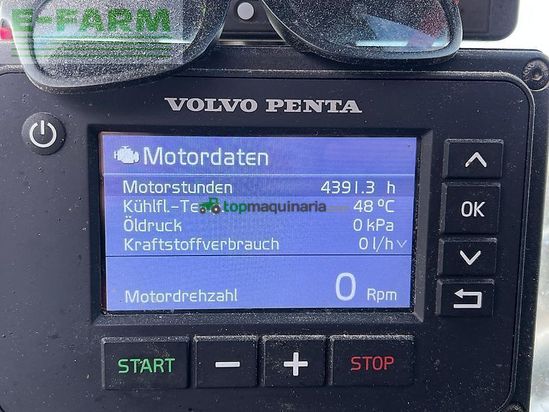 E-FARM
VOLVO PENTA
Motordaten
Motorstunden 4391.3 h
Kühlfl.-Te 48 °C
topmaquinaria
Öldruck 0 kPa
Kraftstoffverbrauch 0 l/h
Motordrehzahl 0 Rpm
OK
START - + STOP